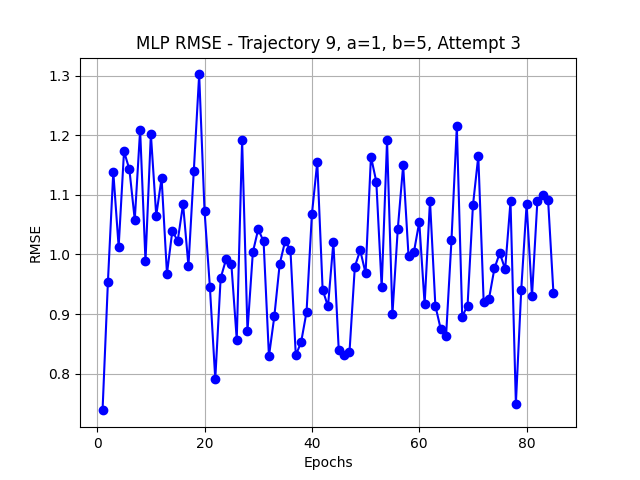 MLP RMSE - Trajectory 9, a=1, b=5, Attempt 3
1.3
1.2
1.1
1.0
0.9
0.8
RMSE
0 20 40 60 80
Epochs